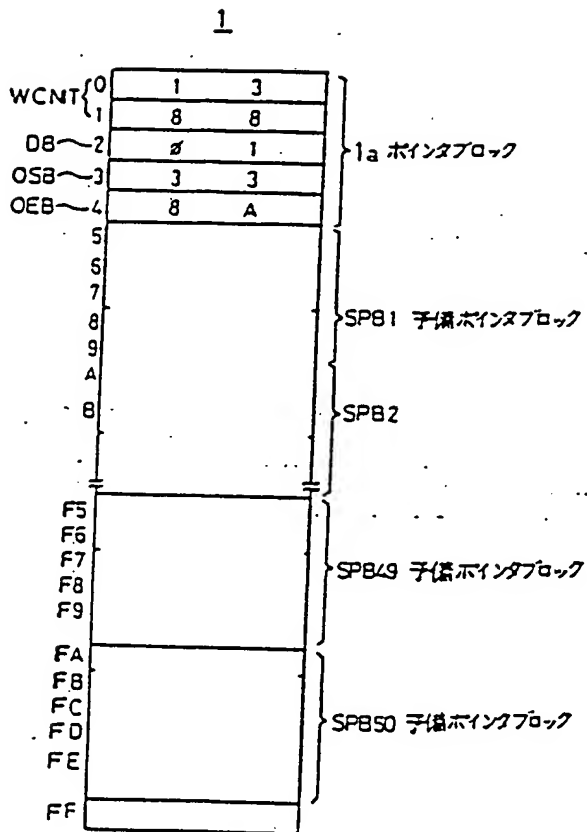 1
WCNT 0 1 3
1 8 8
DB 2 ø 1
OSB 3 3 3
OEB 4 8 A
1a ポインタブロック
5
6
7
8
9
SPB1 予備ポインタブロック
A
B
SPB2
F5
F6
F7
F8
F9
SPB49 予備ポインタブロック
FA
FB
FC
FD
FE
SPB50 予備ポインタブロック
FF